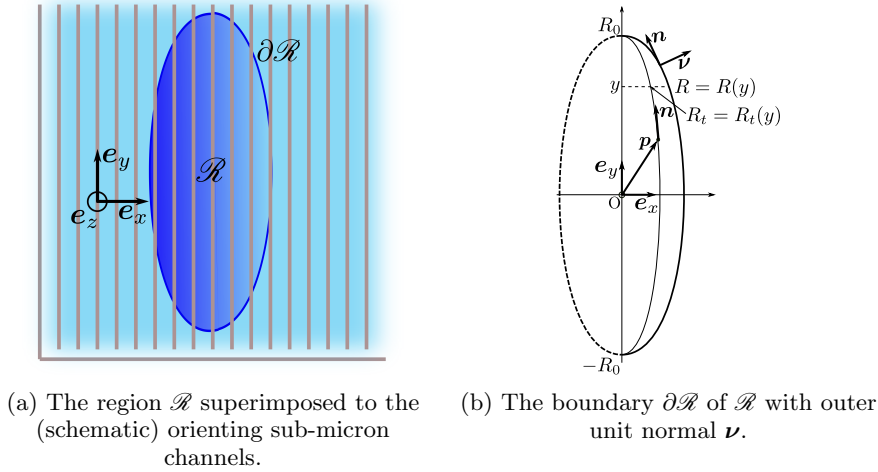 ∂ℛ
ℛ
e_y
e_z
e_x
(a) The region ℛ superimposed to the
(schematic) orienting sub-micron
channels.
R_0
n
ν
y
R = R(y)
n
R_t = R_t(y)
p
e_y
O
e_x
−R_0
(b) The boundary ∂ℛ of ℛ with outer
unit normal ν.